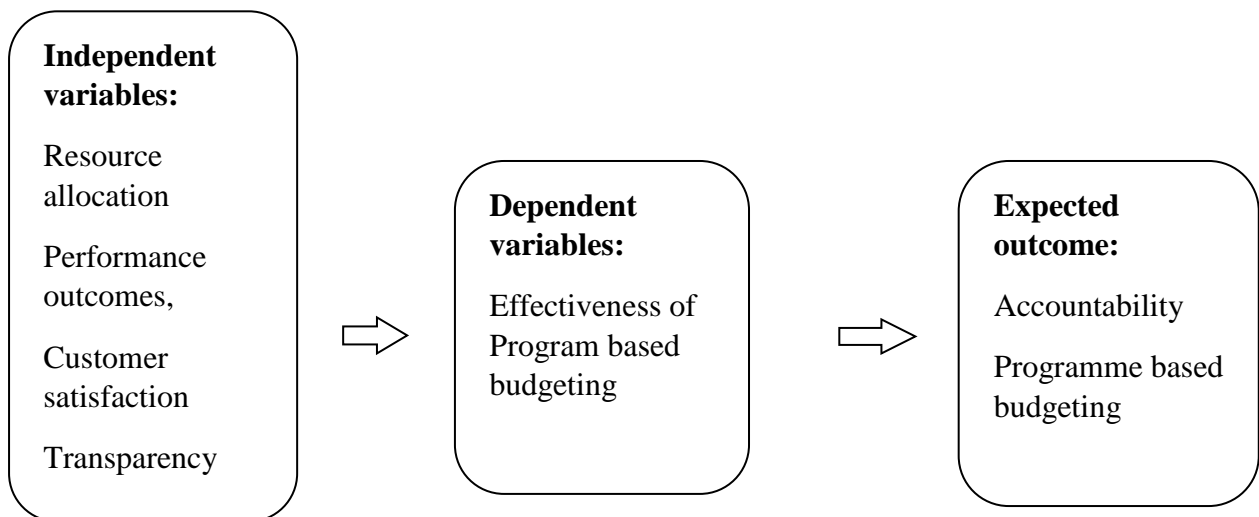 Independent
variables:
Resource
allocation
Performance
outcomes,
Customer
satisfaction
Transparency
Dependent
variables:
Effectiveness of
Program based
budgeting
Expected
outcome:
Accountability
Programme based
budgeting